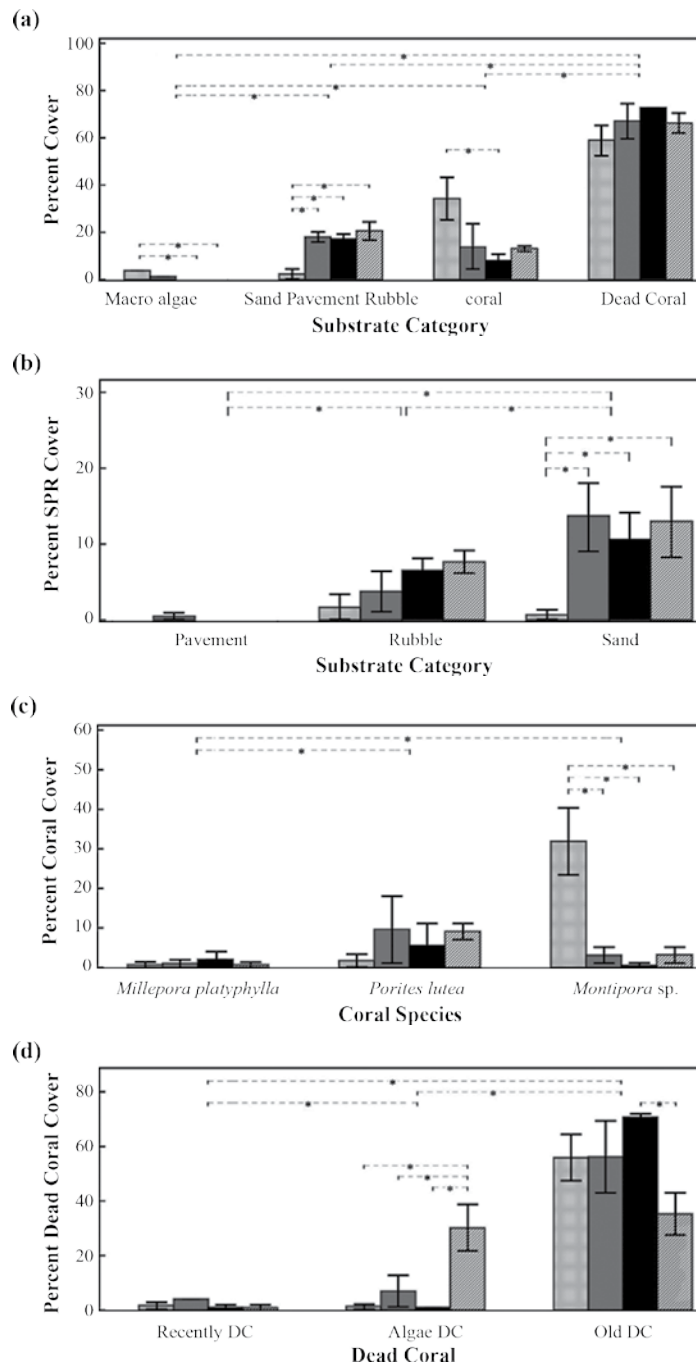 (a)
100
80
60
40
20
0
Percent Cover
Macro algae Sand Pavement Rubble coral Dead Coral
Substrate Category
(b)
30
20
10
0
Percent SPR Cover
Pavement Rubble Sand
Substrate Category
(c)
60
50
40
30
20
10
0
Percent Coral Cover
Millepora platyphylla Porites lutea Montipora sp.
Coral Species
(d)
80
60
40
20
0
Percent Dead Coral Cover
Recently DC Algae DC Old DC
Dead Coral